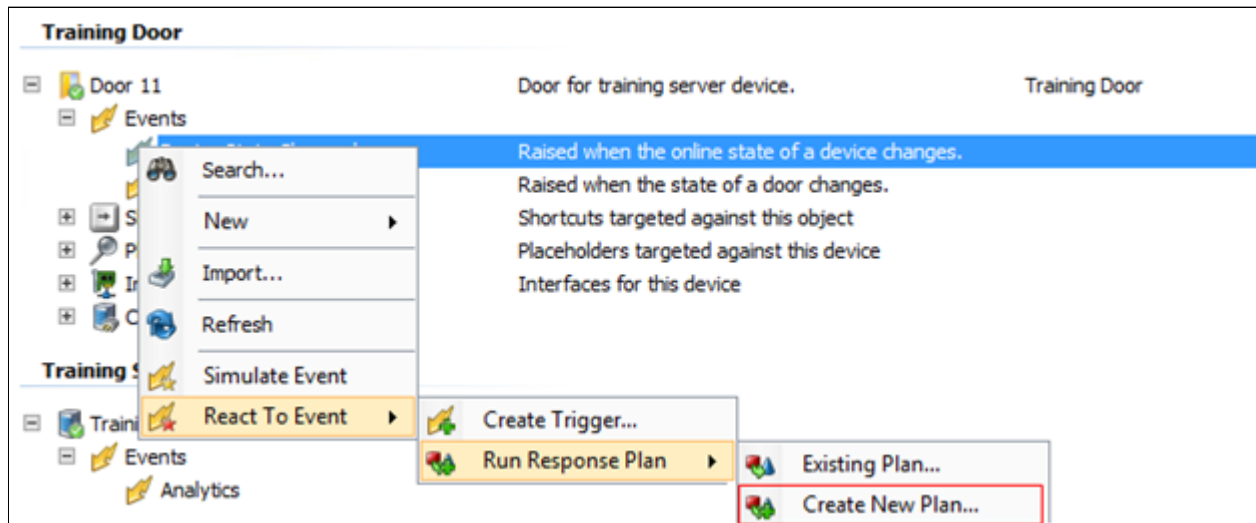 Training Door
Door 11 Door for training server device. Training Door
Events
Raised when the online state of a device changes.
Search...
Raised when the state of a door changes.
S New Shortcuts targeted against this object
P Placeholders targeted against this device
Import... Interfaces for this device
Refresh
Training
Simulate Event
React To Event Create Trigger...
Events Run Response Plan Existing Plan...
Analytics Create New Plan...